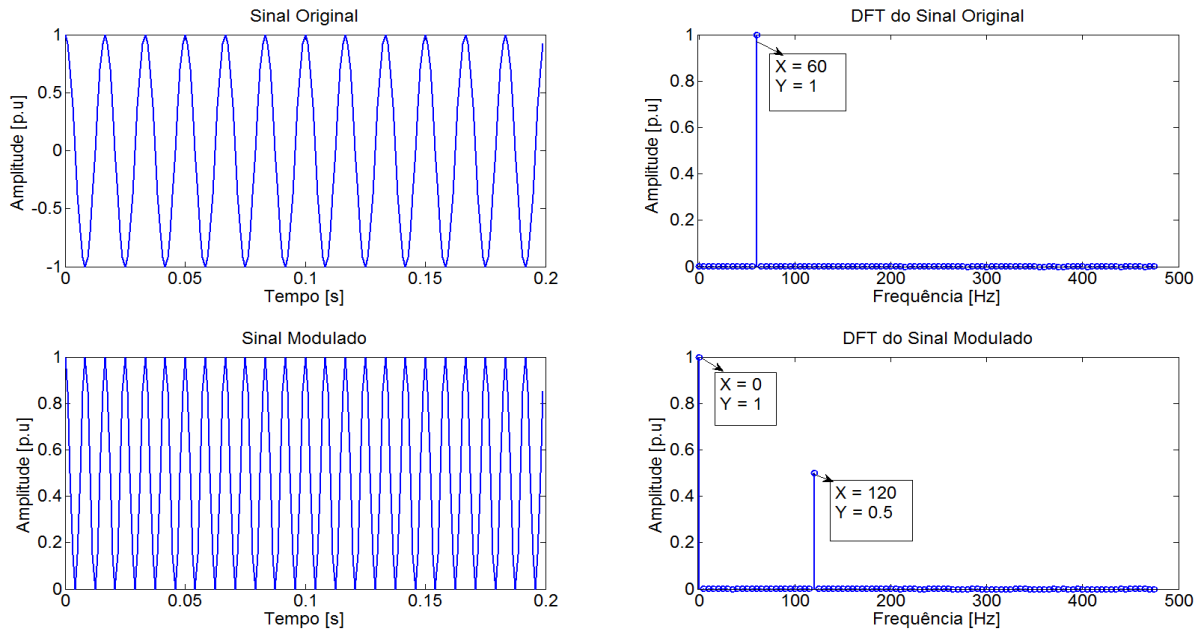 Sinal Original
Amplitude [p.u]
1
0.5
0
-0.5
-1
0
0.05
0.1
0.15
0.2
Tempo [s]
DFT do Sinal Original
Amplitude [p.u]
1
0.8
0.6
0.4
0.2
0
X = 60
Y = 1
0
100
200
300
400
500
Frequência [Hz]
Sinal Modulado
Amplitude [p.u]
1
0.8
0.6
0.4
0.2
0
0
0.05
0.1
0.15
0.2
Tempo [s]
DFT do Sinal Modulado
Amplitude [p.u]
1
0.8
0.6
0.4
0.2
0
X = 0
Y = 1
X = 120
Y = 0.5
0
100
200
300
400
500
Frequência [Hz]